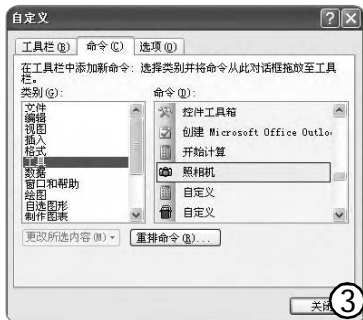 自定义
工具栏(B) 命令(C) 选项(O)
在工具栏中添加新命令：选择类别并将命令从此对话框拖放至工具
栏。
类别(G)：
文件
编辑
视图
插入
格式
工具
数据
窗口和帮助
绘图
自选图形
制作图表
命令(D)：
控件工具箱
创建 Microsoft Office Outlo
开始计算
照相机
自定义
自定义
更改所选内容(M) 重排命令(R)...
关闭
③